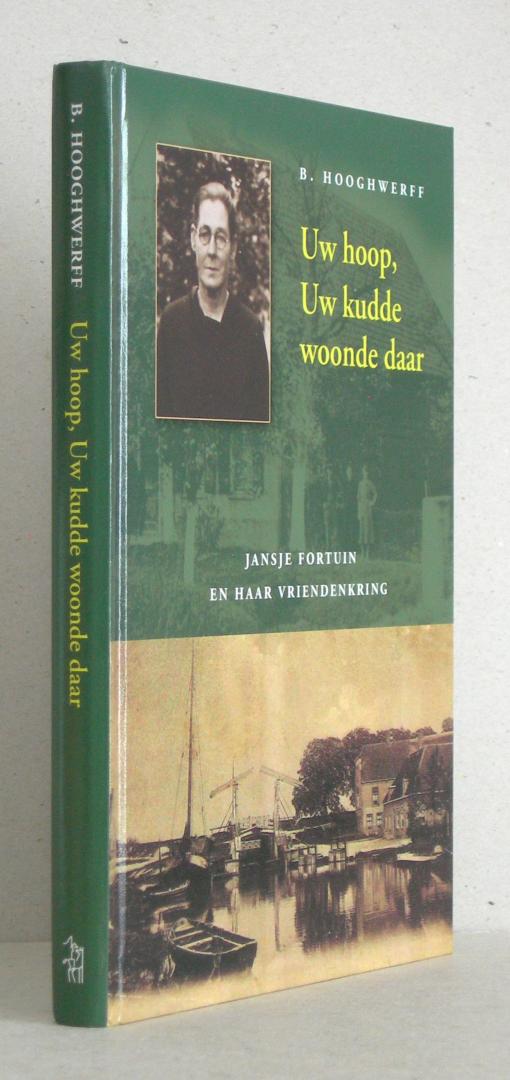 B. HOOGHWERFF Uw hoop, Uw kudde woonde daar
B. HOOGHWERFF
Uw hoop,
Uw kudde
woonde daar
JANSJE FORTUIN
EN HAAR VRIENDENKRING